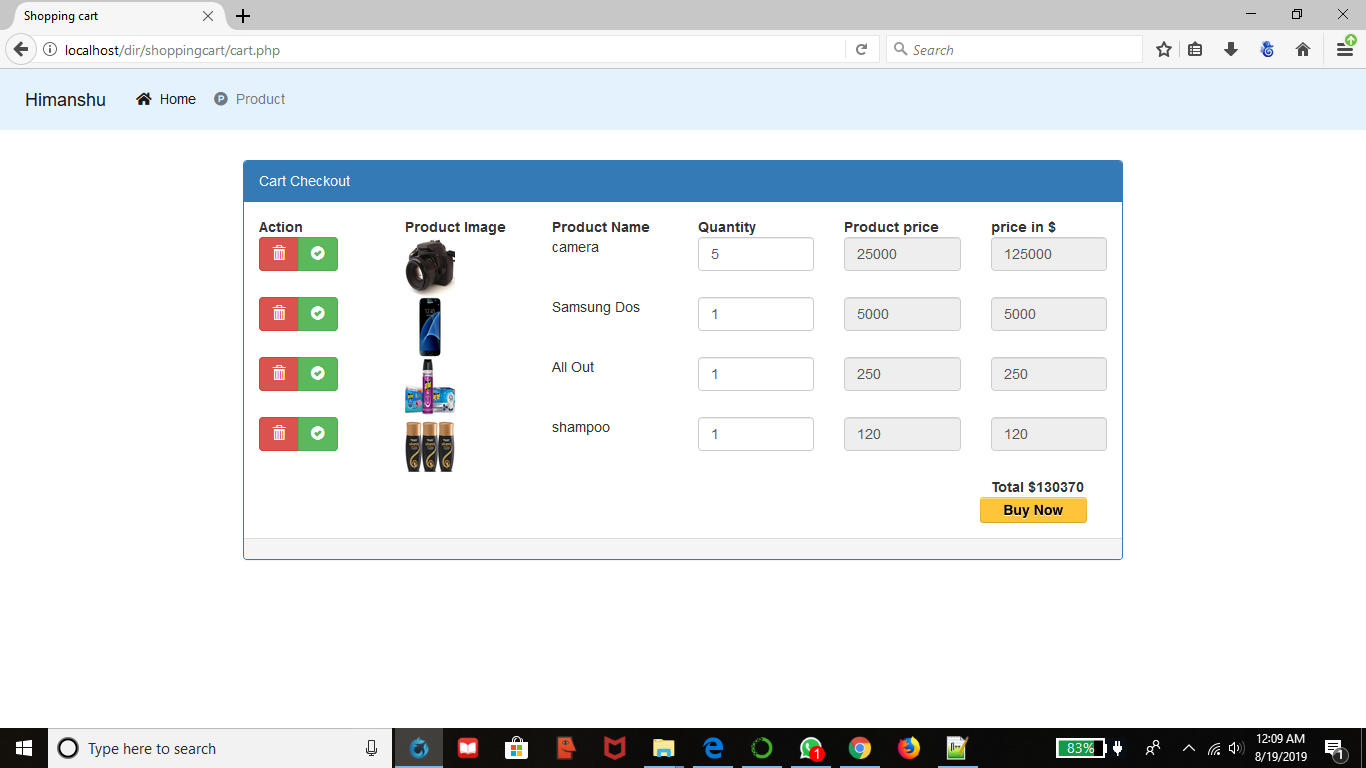 Shopping cart
localhost/dir/shoppingcart/cart.php
Search
Himanshu Home P Product
Cart Checkout
Action Product Image Product Name Quantity Product price price in $
camera 5 25000 125000
Samsung Dos 1 5000 5000
All Out 1 250 250
shampoo 1 120 120
Total $130370
Buy Now
Type here to search
1
83%
12:09 AM
8/19/2019
1